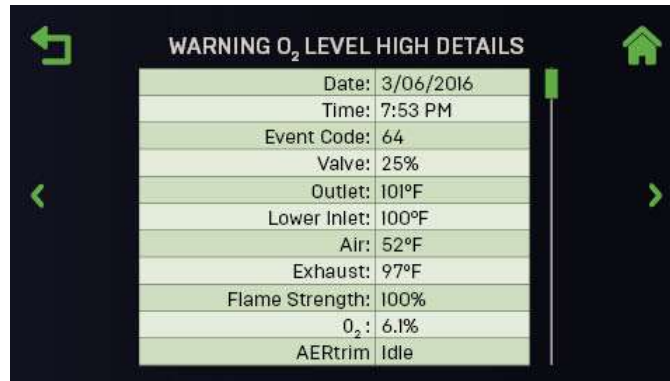 WARNING O₂ LEVEL HIGH DETAILS
Date: 3/06/2016
Time: 7:53 PM
Event Code: 64
Valve: 25%
Outlet: 101°F
Lower Inlet: 100°F
Air: 52°F
Exhaust: 97°F
Flame Strength: 100%
O₂: 6.1%
AERtrim Idle